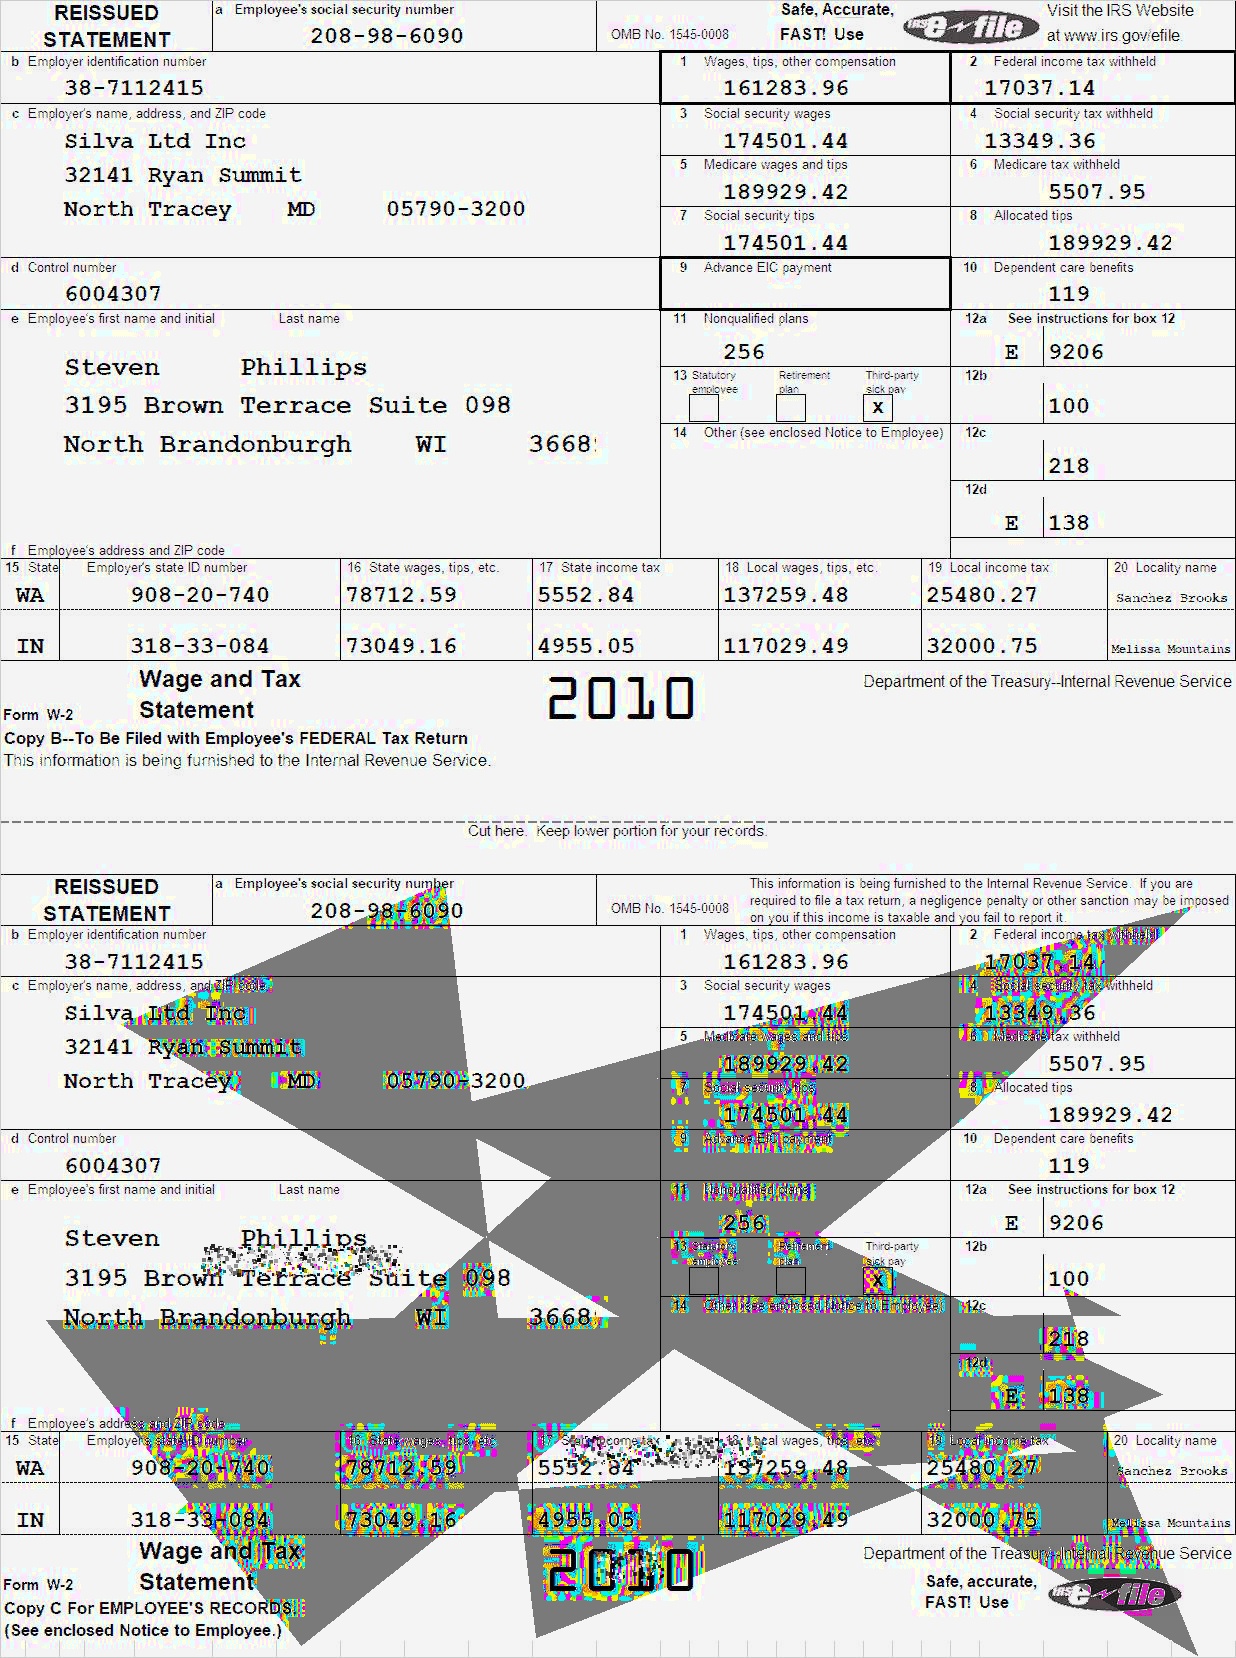 REISSUED STATEMENT
a Employee's social security number
208-98-6090
OMB No. 1545-0008
Safe, Accurate, FAST! Use
IRS e-file
Visit the IRS Website at www.irs.gov/efile
b Employer identification number
38-7112415
1 Wages, tips, other compensation
161283.96
2 Federal income tax withheld
17037.14
c Employer's name, address, and ZIP code
Silva Ltd Inc
32141 Ryan Summit
North Tracey MD 05790-3200
3 Social security wages
174501.44
4 Social security tax withheld
13349.36
5 Medicare wages and tips
189929.42
6 Medicare tax withheld
5507.95
7 Social security tips
174501.44
8 Allocated tips
189929.42
d Control number
6004307
9 Advance EIC payment
10 Dependent care benefits
119
e Employee's first name and initial Last name
Steven Phillips
3195 Brown Terrace Suite 098
North Brandonburgh WI 3668
11 Nonqualified plans
256
12a See instructions for box 12
E 9206
13 Statutory employee Retirement plan Third-party sick pay
X
12b
100
14 Other (see enclosed Notice to Employee)
12c
218
12d
E 138
f Employee's address and ZIP code
15 State Employer's state ID number 16 State wages, tips, etc. 17 State income tax 18 Local wages, tips, etc. 19 Local income tax 20 Locality name
WA 908-20-740 78712.59 5552.84 137259.48 25480.27 Sanchez Brooks
IN 318-33-084 73049.16 4955.05 117029.49 32000.75 Melissa Mountains
Wage and Tax
Form W-2 Statement
2010
Department of the Treasury--Internal Revenue Service
Copy B--To Be Filed with Employee's FEDERAL Tax Return
This information is being furnished to the Internal Revenue Service.
Cut here. Keep lower portion for your records.
REISSUED STATEMENT
a Employee's social security number
208-98-6090
OMB No. 1545-0008
This information is being furnished to the Internal Revenue Service. If you are
required to file a tax return, a negligence penalty or other sanction may be imposed
on you if this income is taxable and you fail to report it.
b Employer identification number
38-7112415
1 Wages, tips, other compensation
161283.96
2 Federal income tax withheld
17037.14
c Employer's name, address, and ZIP code
Silva Ltd Inc
32141 Ryan Summit
North Tracey MD 05790-3200
3 Social security wages
174501.44
4 Social security tax withheld
13349.36
5 Medicare wages and tips
189929.42
6 Medicare tax withheld
5507.95
7 Social security tips
174501.44
8 Allocated tips
189929.42
d Control number
6004307
9 Advance EIC payment
10 Dependent care benefits
119
e Employee's first name and initial Last name
Steven Phillips
3195 Brown Terrace Suite 098
North Brandonburgh WI 3668
11 Nonqualified plans
256
12a See instructions for box 12
E 9206
13 Statutory employee Retirement plan Third-party sick pay
X
12b
100
14 Other (see enclosed Notice to Employee)
12c
218
12d
E 138
f Employee's address and ZIP code
15 State Employer's state ID number 16 State wages, tips, etc. 17 State income tax 18 Local wages, tips, etc. 19 Local income tax 20 Locality name
WA 908-20-740 78712.59 5552.84 137259.48 25480.27 Sanchez Brooks
IN 318-33-084 73049.16 4955.05 117029.49 32000.75 Melissa Mountains
Wage and Tax
Form W-2 Statement
2010
Department of the Treasury--Internal Revenue Service
Safe, accurate, FAST! Use
IRS e-file
Copy C For EMPLOYEE'S RECORDS
(See enclosed Notice to Employee.)